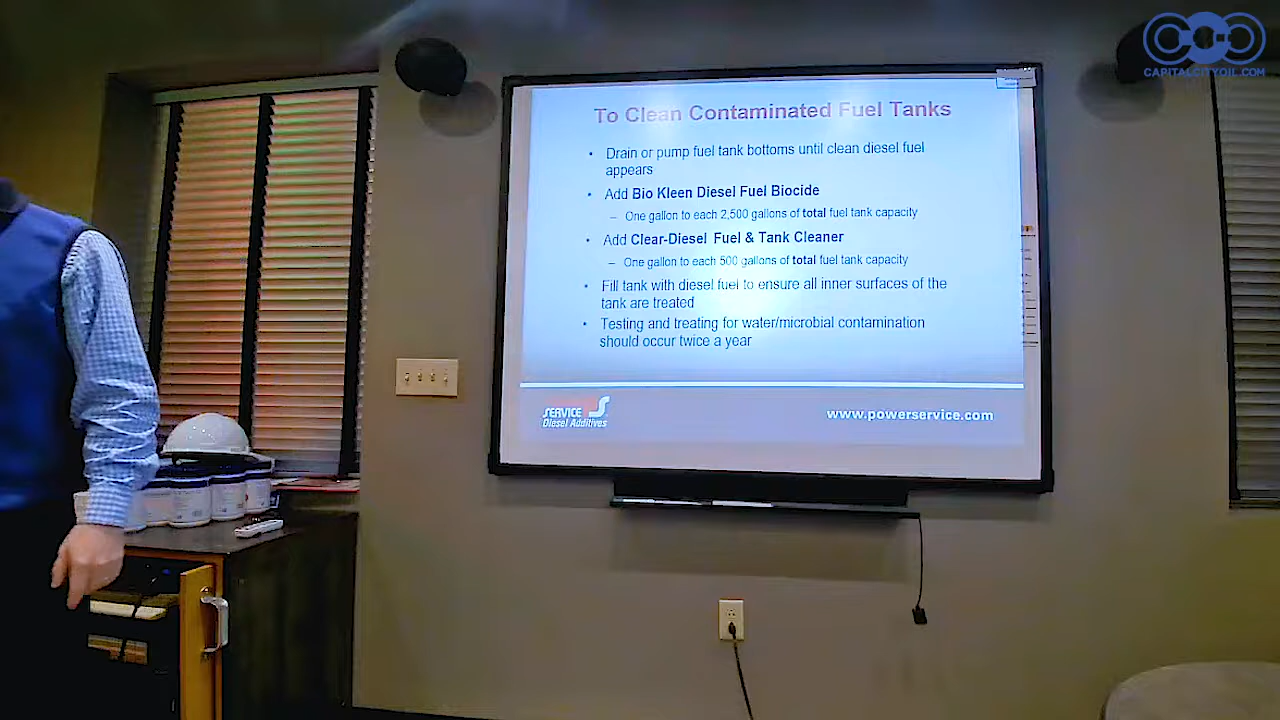 CAPITALCITYOIL.COM
To Clean Contaminated Fuel Tanks
• Drain or pump fuel tank bottoms until clean diesel fuel
appears
• Add Bio Kleen Diesel Fuel Biocide
– One gallon to each 2,500 gallons of total fuel tank capacity
• Add Clear-Diesel Fuel & Tank Cleaner
– One gallon to each 500 gallons of total fuel tank capacity
• Fill tank with diesel fuel to ensure all inner surfaces of the
tank are treated
• Testing and treating for water/microbial contamination
should occur twice a year
SERVICE
Diesel Additives
www.powerservice.com